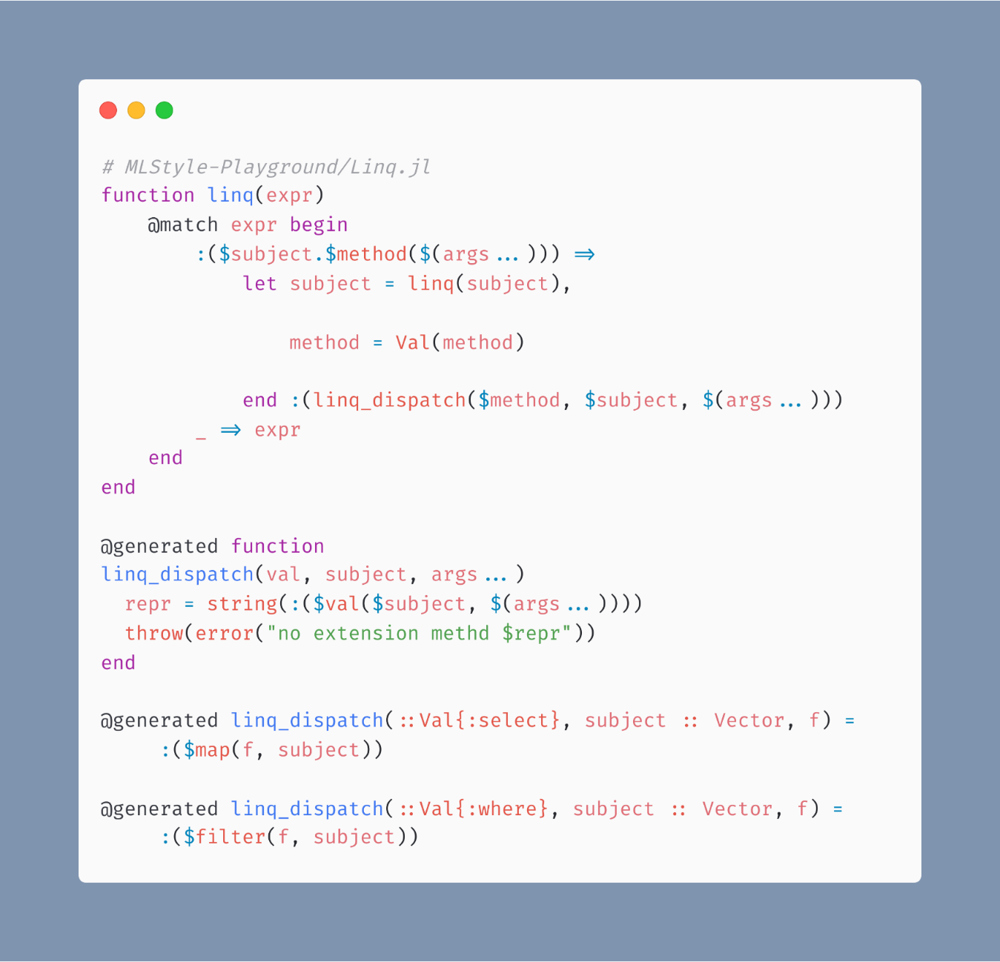 # MLStyle-Playground/Linq.jl
function linq(expr)
    @match expr begin
        :($subject.$method($(args...))) =>
            let subject = linq(subject),
                method = Val(method)
            end :(linq_dispatch($method, $subject, $(args...)))
        _ => expr
    end
end
@generated function
linq_dispatch(val, subject, args...)
  repr = string(:($val($subject, $(args...))))
  throw(error("no extension methd $repr"))
end
@generated linq_dispatch(::Val{:select}, subject :: Vector, f) =
     :($map(f, subject))
@generated linq_dispatch(::Val{:where}, subject :: Vector, f) =
     :($filter(f, subject))